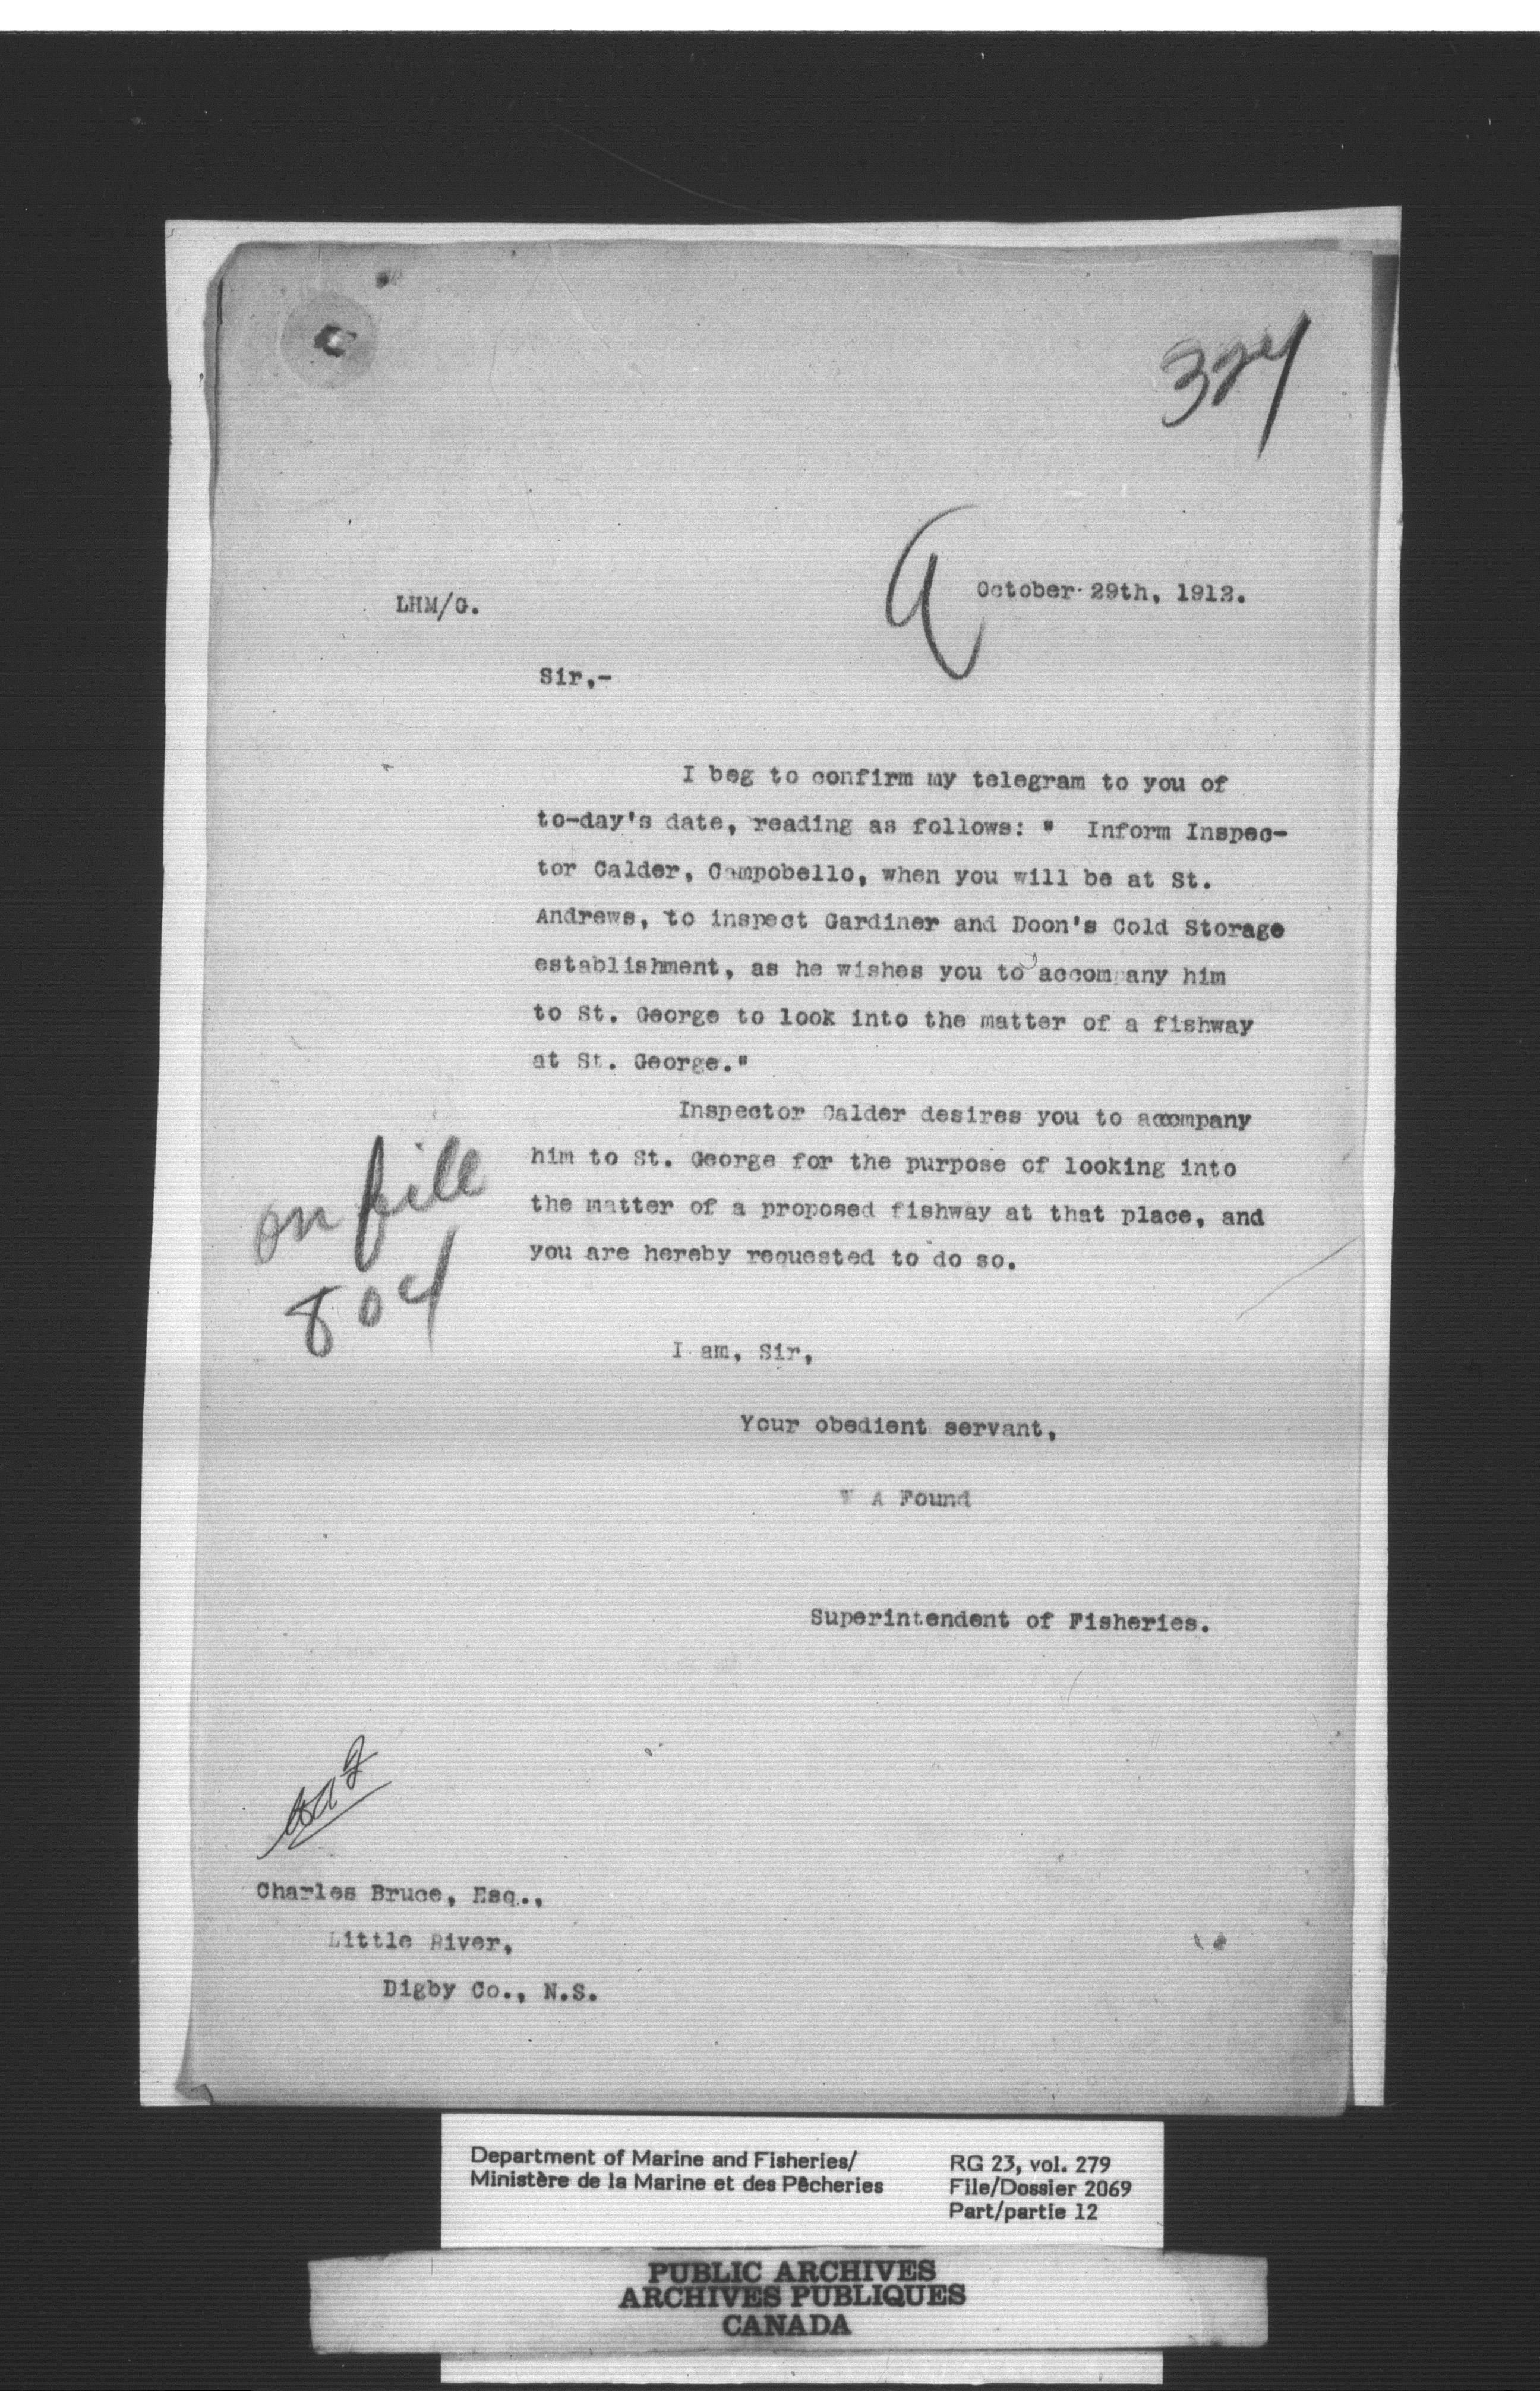 324
LHM/G.
October 29th, 1912.
Sir,-
I beg to confirm my telegram to you of
to-day's date, reading as follows: " Inform Inspec-
tor Calder, Campobello, when you will be at St.
Andrews, to inspect Gardiner and Doon's Cold Storage
establishment, as he wishes you to accompany him
to St. George to look into the matter of a fishway
at St. George."
Inspector Calder desires you to accompany
him to St. George for the purpose of looking into
the matter of a proposed fishway at that place, and
you are hereby requested to do so.
on file
804
I am, Sir,
Your obedient servant,
W A Found
Superintendent of Fisheries.
Charles Bruce, Esq.,
Little River,
Digby Co., N.S.
Department of Marine and Fisheries/
Ministère de la Marine et des Pêcheries
RG 23, vol. 279
File/Dossier 2069
Part/partie 12
PUBLIC ARCHIVES
ARCHIVES PUBLIQUES
CANADA